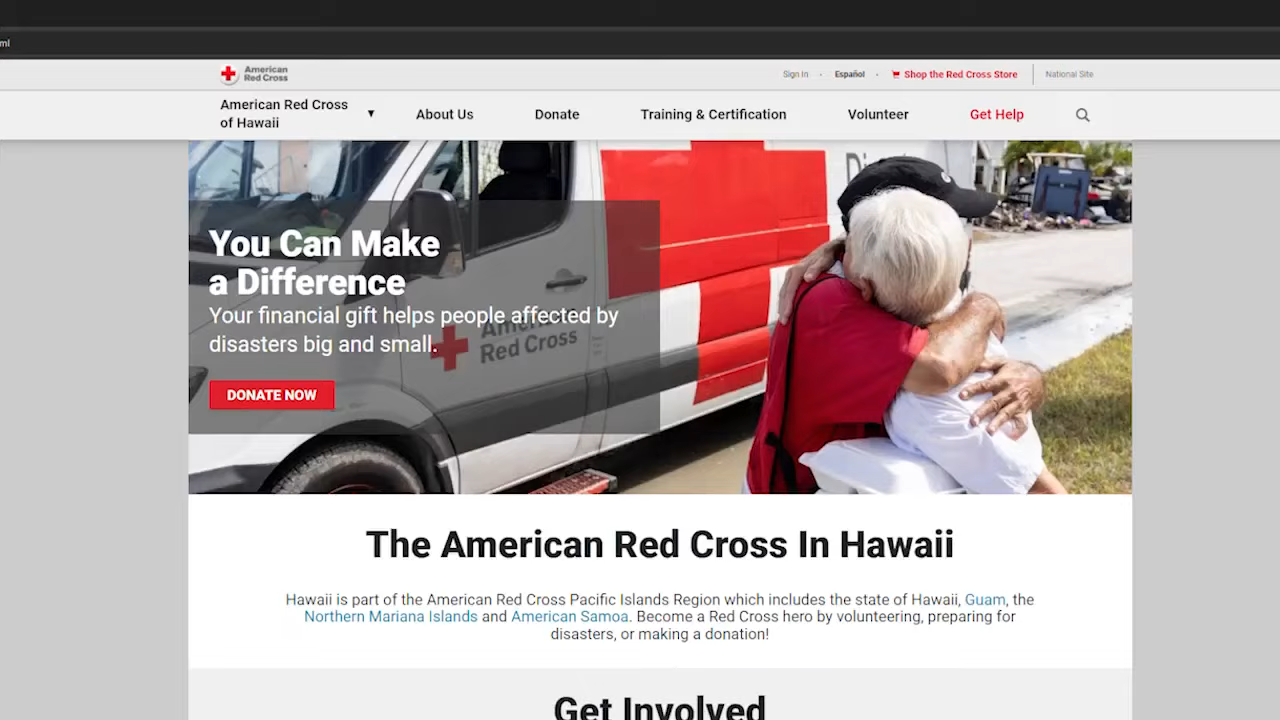 ml
American
Red Cross
Sign In
Español
Shop the Red Cross Store
National Site
American Red Cross
of Hawaii
About Us
Donate
Training & Certification
Volunteer
Get Help
You Can Make
a Difference
Your financial gift helps people affected by
disasters big and small.
American
Red Cross
DONATE NOW
The American Red Cross In Hawaii
Hawaii is part of the American Red Cross Pacific Islands Region which includes the state of Hawaii, Guam, the
Northern Mariana Islands and American Samoa. Become a Red Cross hero by volunteering, preparing for
disasters, or making a donation!
Get Involved